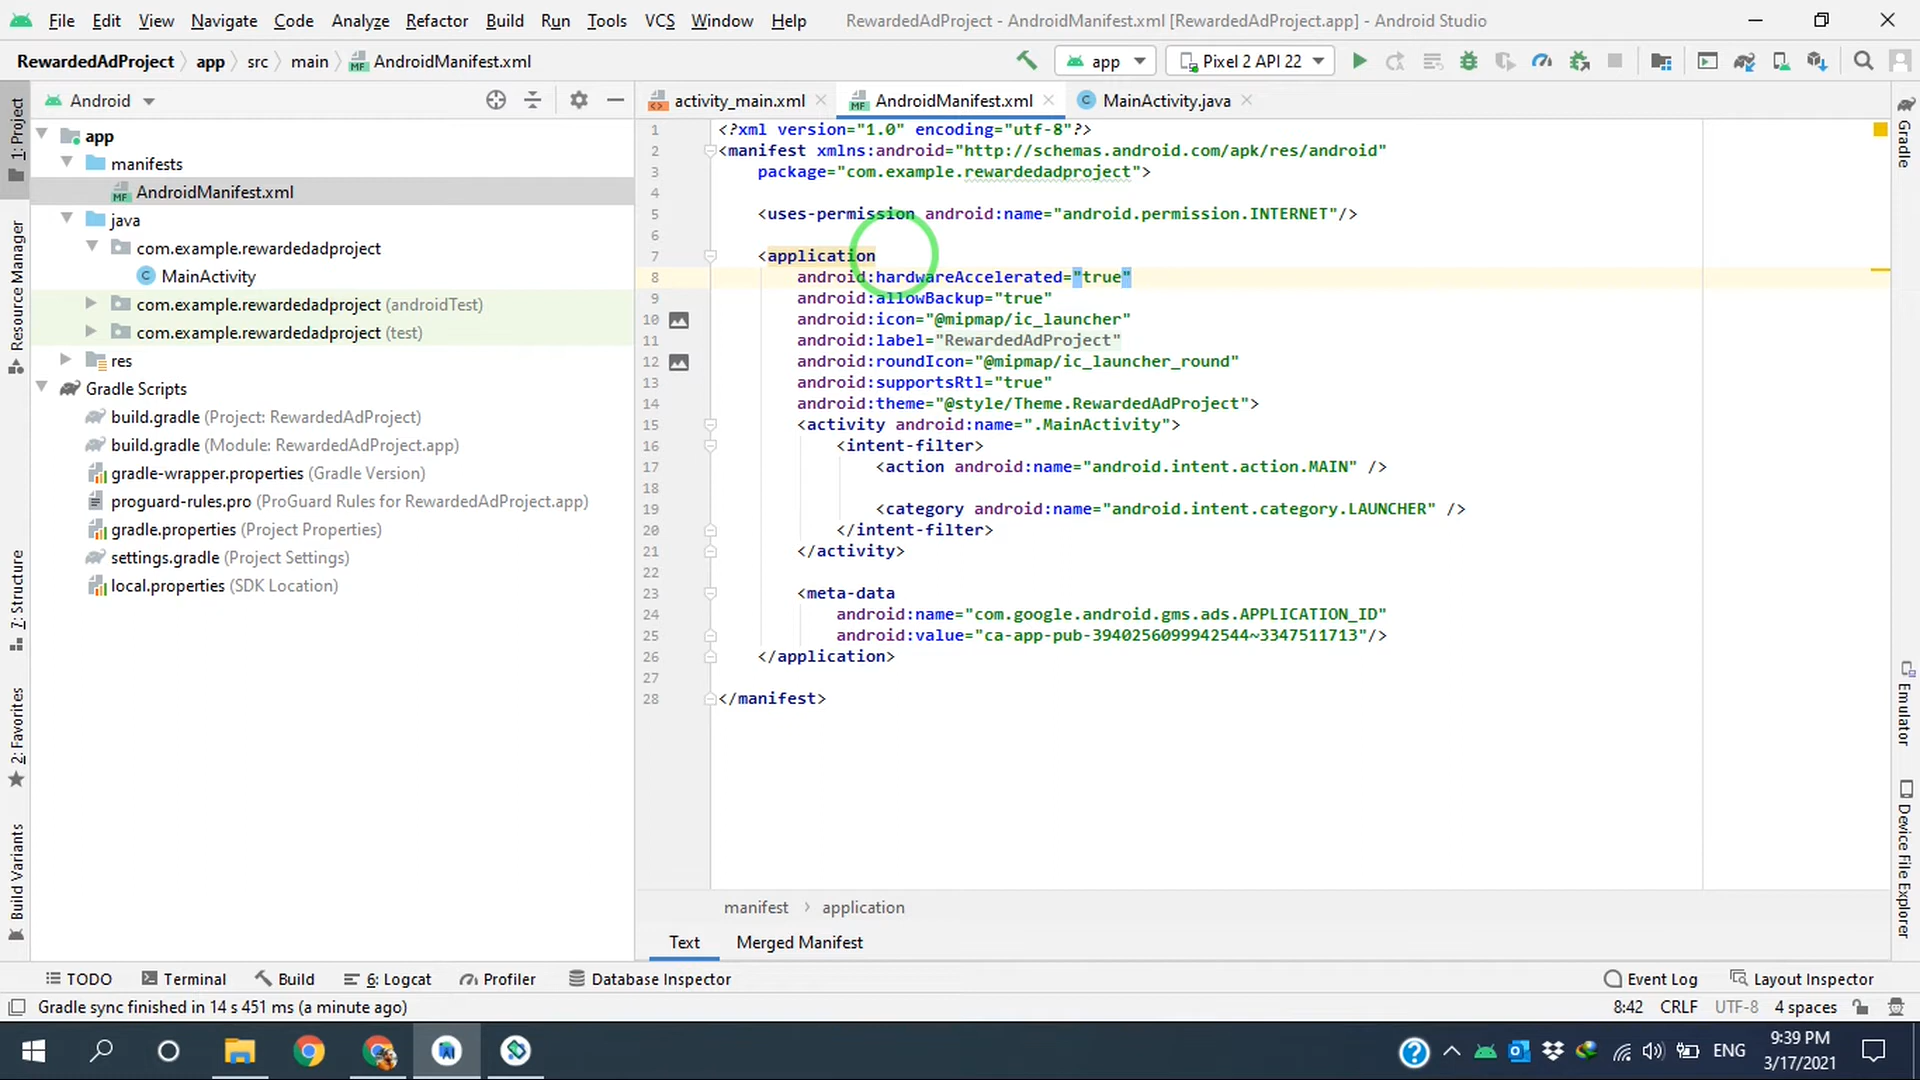 File Edit View Navigate Code Analyze Refactor Build Run Tools VCS Window Help RewardedAdProject - AndroidManifest.xml [RewardedAdProject.app] - Android Studio
RewardedAdProject app src main AndroidManifest.xml app Pixel 2 API 22
Android
activity_main.xml AndroidManifest.xml MainActivity.java
1: Project
Resource Manager
7: Structure
2: Favorites
Build Variants
app
manifests
AndroidManifest.xml
java
com.example.rewardedadproject
MainActivity
com.example.rewardedadproject (androidTest)
com.example.rewardedadproject (test)
res
Gradle Scripts
build.gradle (Project: RewardedAdProject)
build.gradle (Module: RewardedAdProject.app)
gradle-wrapper.properties (Gradle Version)
proguard-rules.pro (ProGuard Rules for RewardedAdProject.app)
gradle.properties (Project Properties)
settings.gradle (Project Settings)
local.properties (SDK Location)
1 <?xml version="1.0" encoding="utf-8"?>
2 <manifest xmlns:android="http://schemas.android.com/apk/res/android"
3 package="com.example.rewardedadproject">
4
5 <uses-permission android:name="android.permission.INTERNET"/>
6
7 <application
8 android:hardwareAccelerated="true"
9 android:allowBackup="true"
10 android:icon="@mipmap/ic_launcher"
11 android:label="RewardedAdProject"
12 android:roundIcon="@mipmap/ic_launcher_round"
13 android:supportsRtl="true"
14 android:theme="@style/Theme.RewardedAdProject">
15 <activity android:name=".MainActivity">
16 <intent-filter>
17 <action android:name="android.intent.action.MAIN" />
18
19 <category android:name="android.intent.category.LAUNCHER" />
20 </intent-filter>
21 </activity>
22
23 <meta-data
24 android:name="com.google.android.gms.ads.APPLICATION_ID"
25 android:value="ca-app-pub-3940256099942544~3347511713"/>
26 </application>
27
28 </manifest>
manifest application
Text Merged Manifest
Gradle
Emulator
Device File Explorer
TODO Terminal Build 6: Logcat Profiler Database Inspector Event Log Layout Inspector
Gradle sync finished in 14 s 451 ms (a minute ago) 8:42 CRLF UTF-8 4 spaces
ENG
9:39 PM
3/17/2021